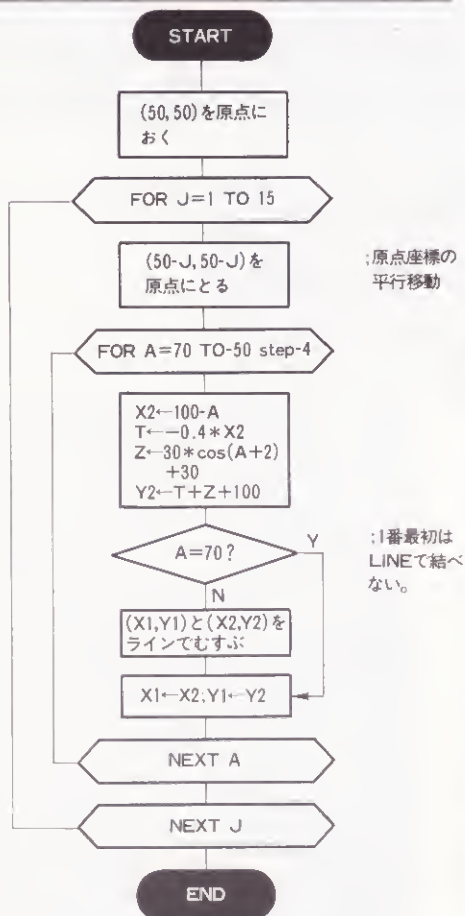 START
(50,50)を原点に
おく
FOR J=1 TO 15
(50-J,50-J)を
原点にとる
;原点座標の
平行移動
FOR A=70 TO-50 step-4
X2←100-A
T←-0.4*X2
Z←30*cos(A+2)
+30
Y2←T+Z+100
A=70?
Y
;1番最初は
LINEで結べ
ない。
N
(X1,Y1)と(X2,Y2)を
ラインでむすぶ
X1←X2;Y1←Y2
NEXT A
NEXT J
END